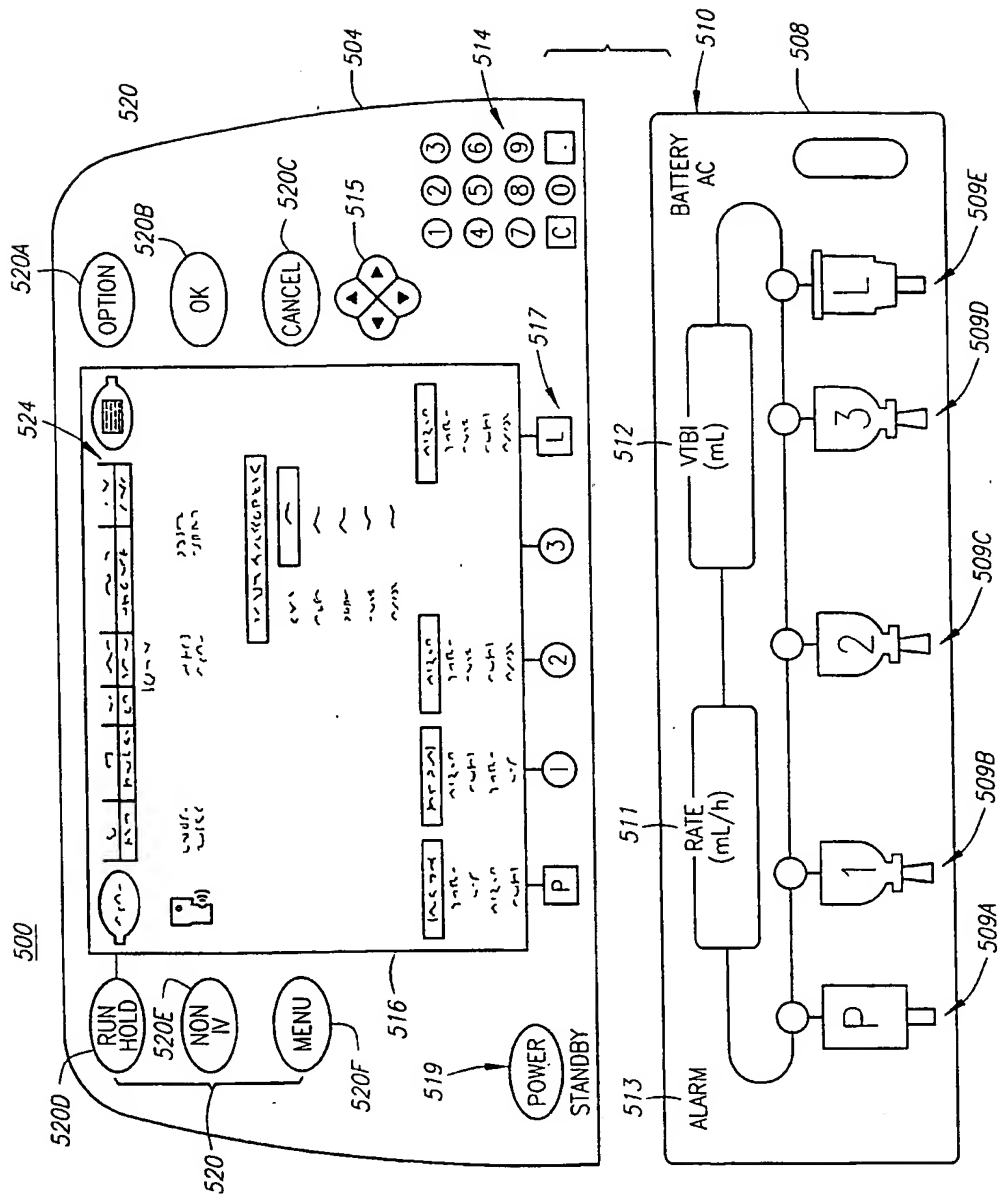 500
520
504
514
520A
520B
520C
515
517
524
516
520D
520E
520F
520
519
OPTION
OK
CANCEL
1 2 3
4 5 6
7 8 9
C 0 .
RUN
HOLD
NON
IV
MENU
POWER
STANDBY
P 1 2 3 L
510
508
513
ALARM
511
RATE
(mL/h)
512
VTBI
(mL)
BATTERY
AC
P 1 2 3 L
509A
509B
509C
509D
509E